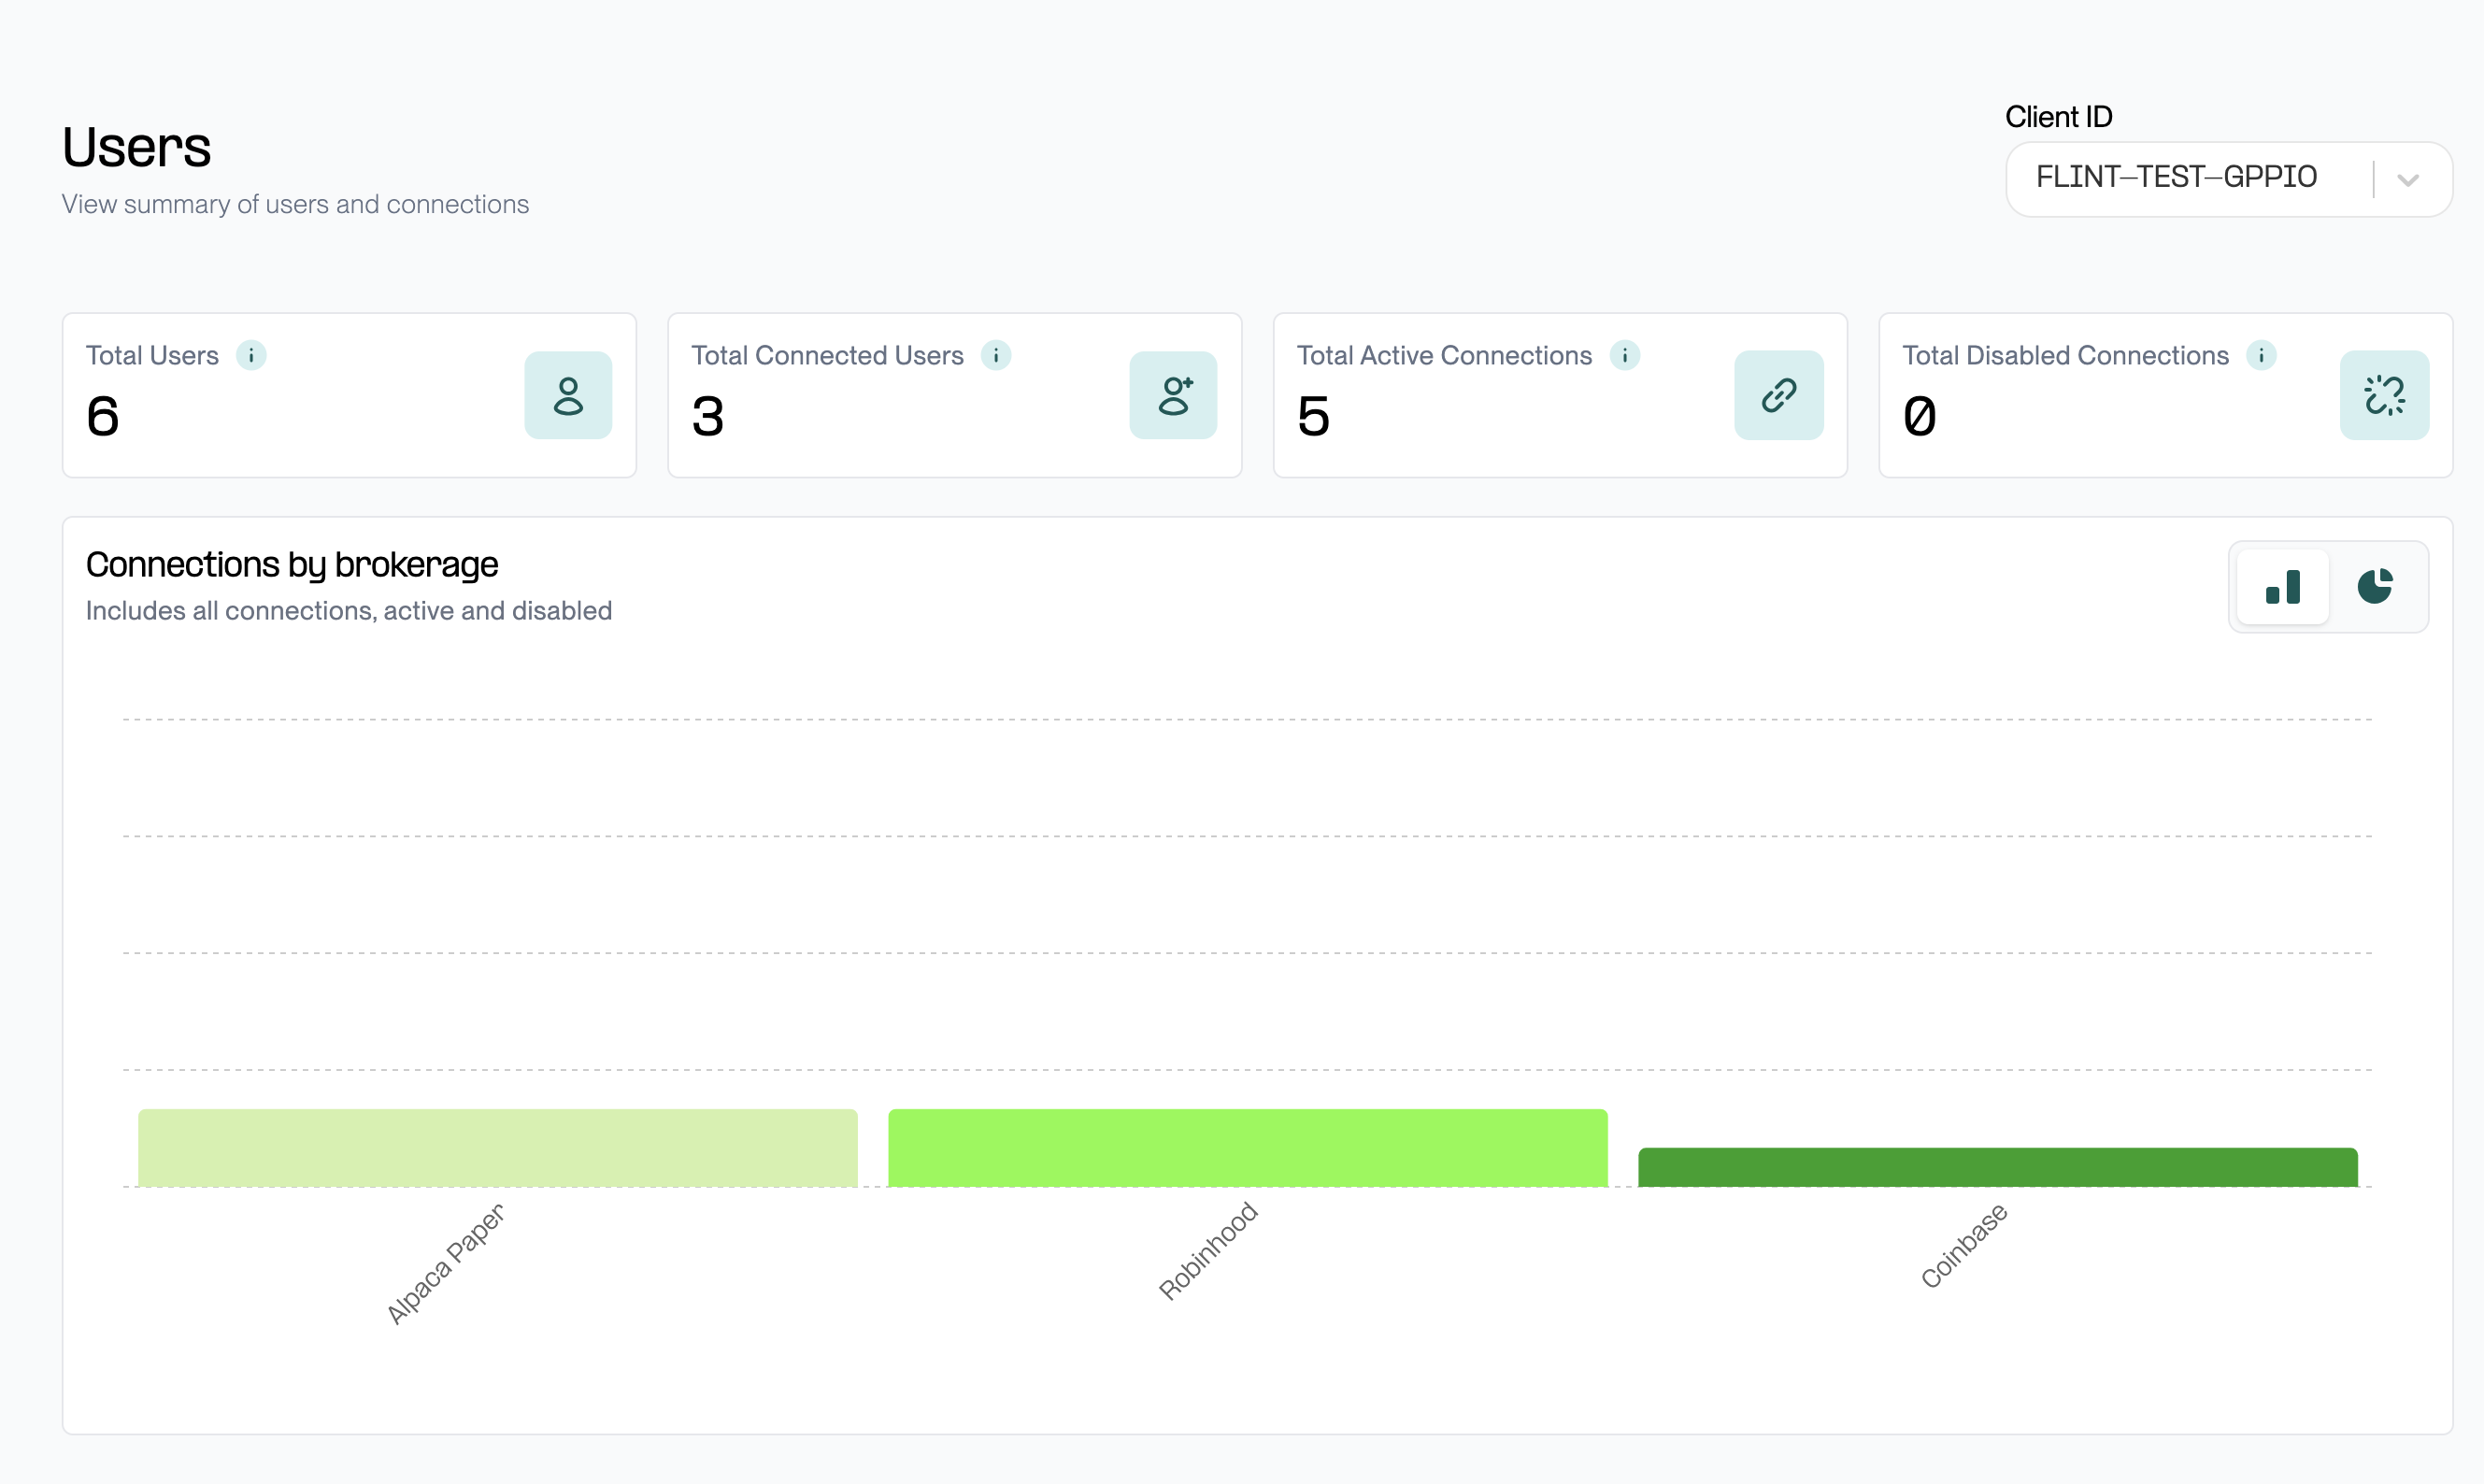 Users
View summary of users and connections
Client ID
FLINT-TEST-GPPIO
Total Users
6
Total Connected Users
3
Total Active Connections
5
Total Disabled Connections
0
Connections by brokerage
Includes all connections, active and disabled
Alpaca Paper
Robinhood
Coinbase